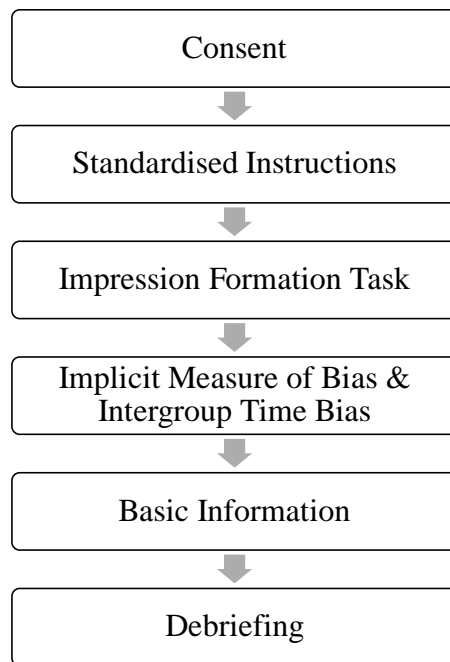 Consent
Standardised Instructions
Impression Formation Task
Implicit Measure of Bias &
Intergroup Time Bias
Basic Information
Debriefing